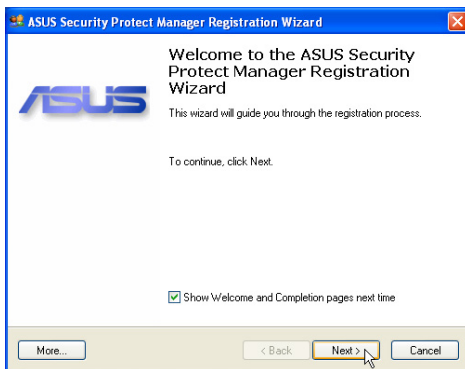 ASUS Security Protect Manager Registration Wizard
Welcome to the ASUS Security
Protect Manager Registration
Wizard
ASUS
This wizard will guide you through the registration process.
To continue, click Next.
Show Welcome and Completion pages next time
More...
< Back
Next >
Cancel